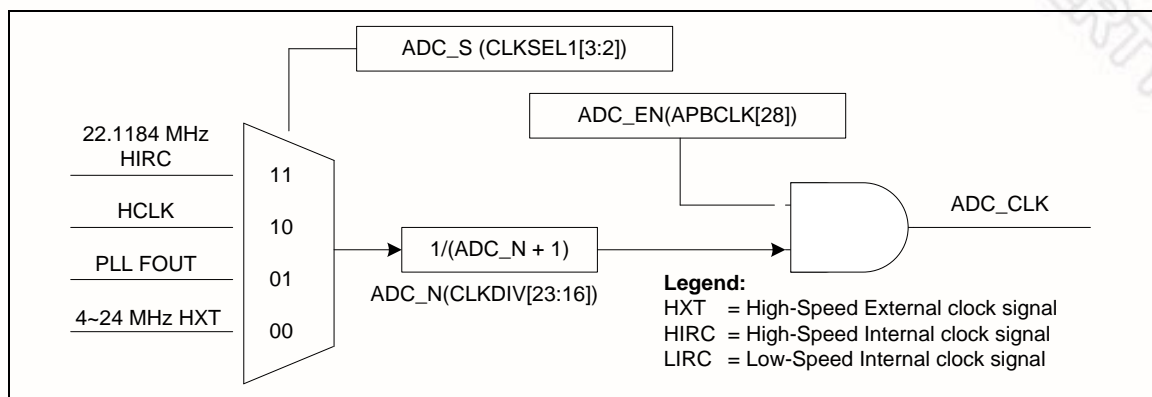 ADC_S (CLKSEL1[3:2])
ADC_EN(APBCLK[28])
22.1184 MHz
HIRC
11
HCLK
10
ADC_CLK
PLL FOUT
01
1/(ADC_N + 1)
ADC_N(CLKDIV[23:16])
4~24 MHz HXT
00
Legend:
HXT = High-Speed External clock signal
HIRC = High-Speed Internal clock signal
LIRC = Low-Speed Internal clock signal